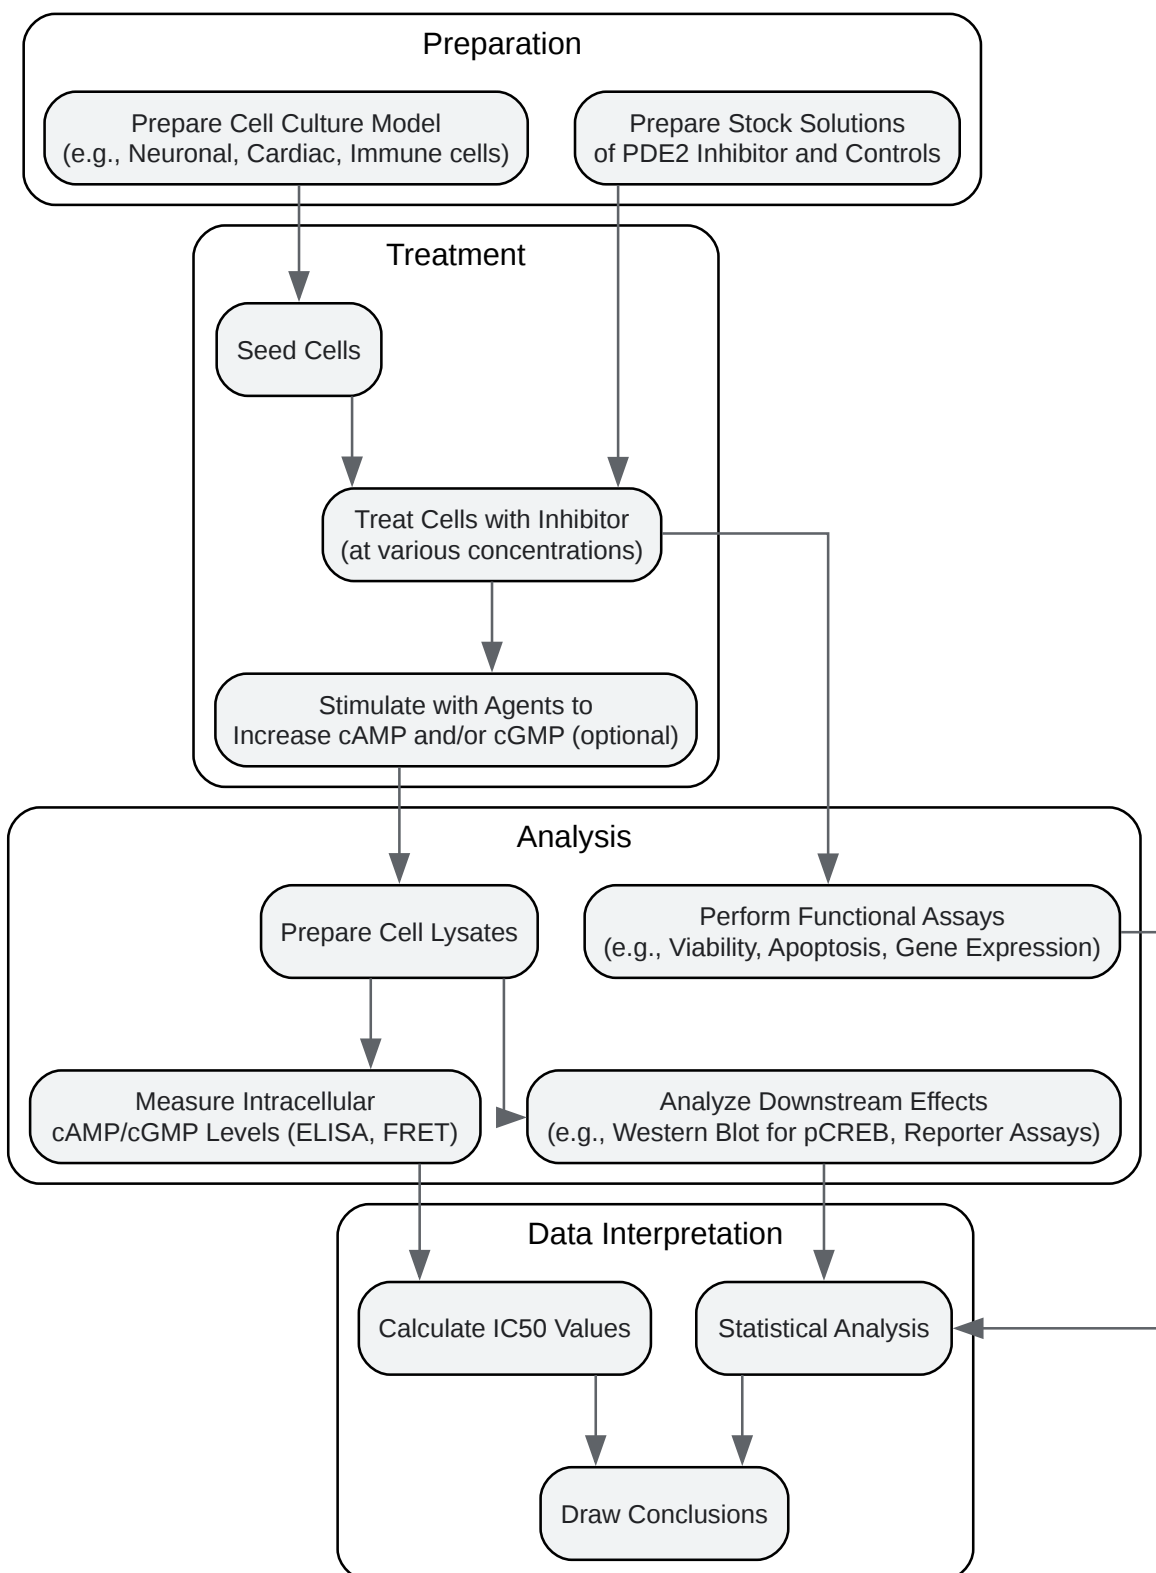 Preparation
Prepare Cell Culture Model
(e.g., Neuronal, Cardiac, Immune cells)
Prepare Stock Solutions
of PDE2 Inhibitor and Controls
Treatment
Seed Cells
Treat Cells with Inhibitor
(at various concentrations)
Stimulate with Agents to
Increase cAMP and/or cGMP (optional)
Analysis
Prepare Cell Lysates
Perform Functional Assays
(e.g., Viability, Apoptosis, Gene Expression)
Measure Intracellular
cAMP/cGMP Levels (ELISA, FRET)
Analyze Downstream Effects
(e.g., Western Blot for pCREB, Reporter Assays)
Data Interpretation
Calculate IC50 Values
Statistical Analysis
Draw Conclusions